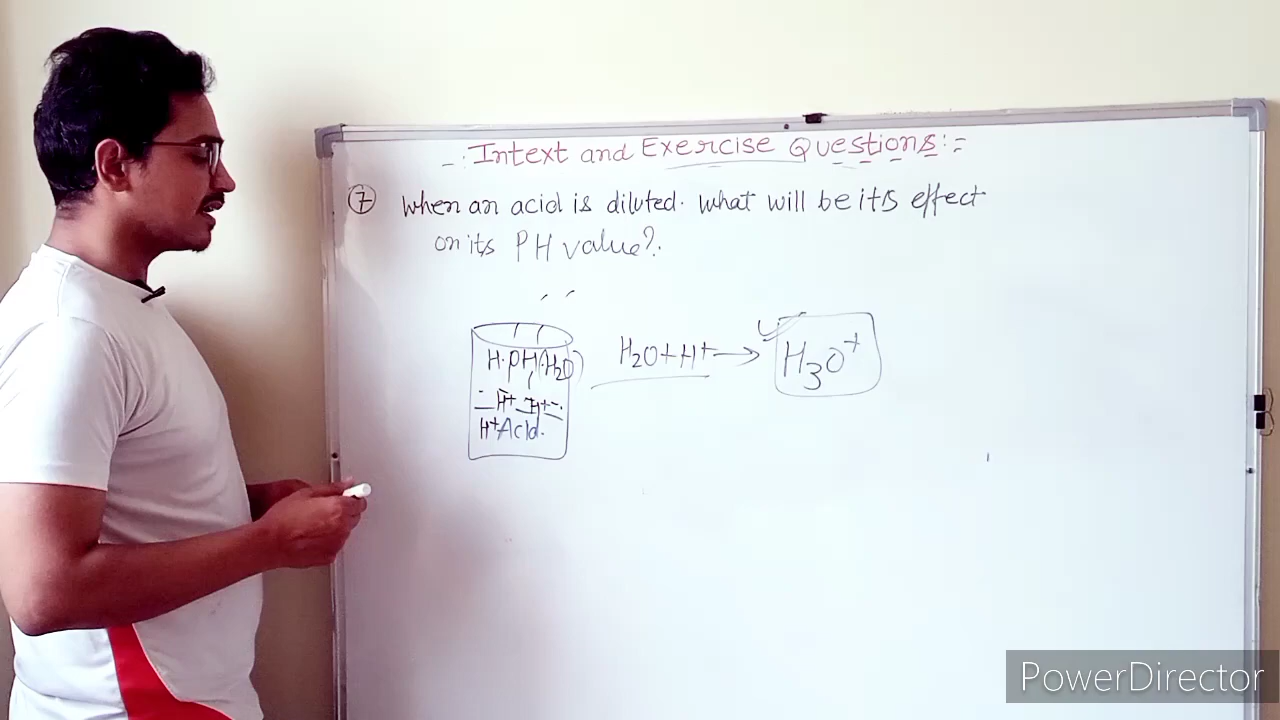 -: Intext and Exercise Questions :-
7 When an acid is diluted. what will be it's effect
on its PH value?.
H.PH(H2O)
H+ H+
H+ Acid.
H2O+H+ → H3O+
PowerDirector